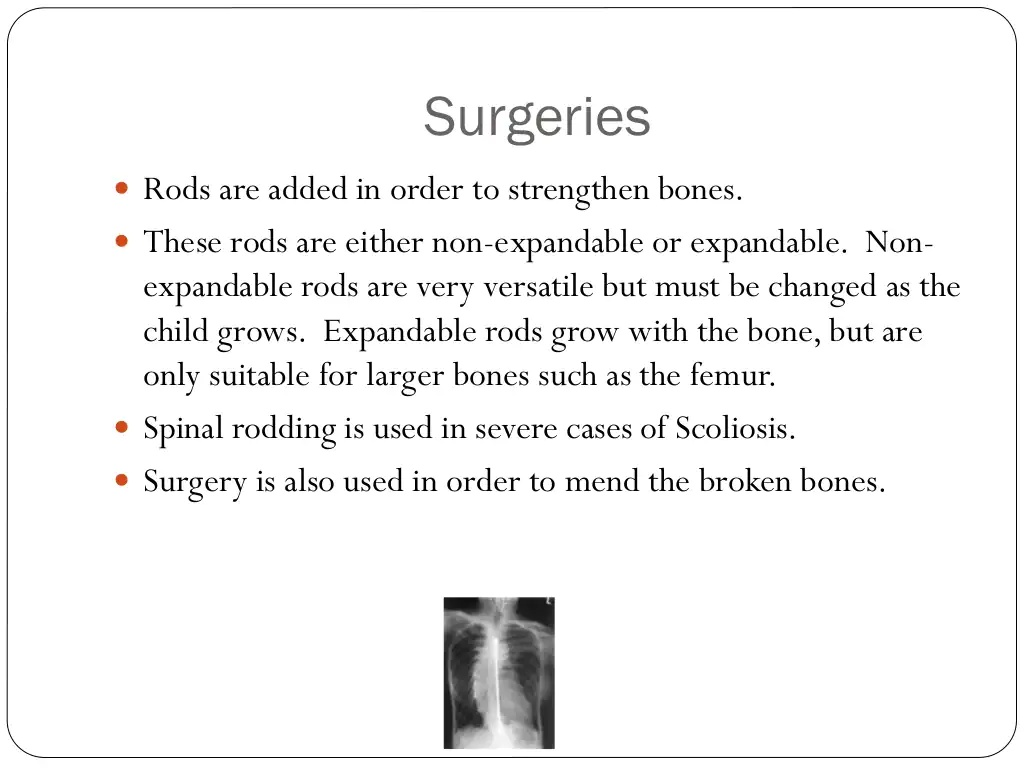 Surgeries
Rods are added in order to strengthen bones.
These rods are either non-expandable or expandable.  Non-
expandable rods are very versatile but must be changed as the
child grows.  Expandable rods grow with the bone, but are
only suitable for larger bones such as the femur.
Spinal rodding is used in severe cases of Scoliosis.
Surgery is also used in order to mend the broken bones.